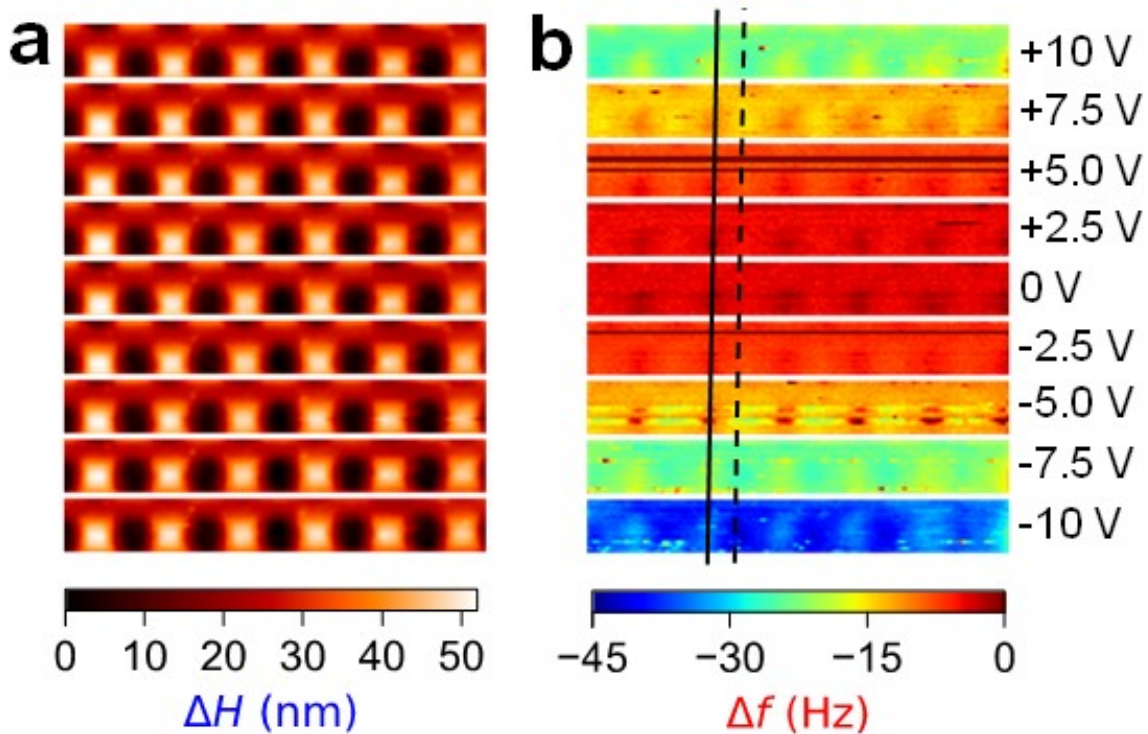 a
b
+10 V
+7.5 V
+5.0 V
+2.5 V
0 V
-2.5 V
-5.0 V
-7.5 V
-10 V
0 10 20 30 40 50
ΔH (nm)
−45 −30 −15 0
Δf (Hz)